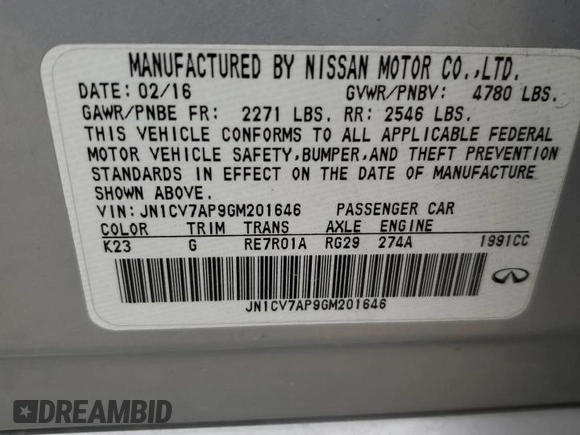 MANUFACTURED BY NISSAN MOTOR CO.,LTD.
DATE: 02/16 GVWR/PNBV: 4780 LBS.
GAWR/PNBE FR: 2271 LBS. RR: 2546 LBS.
THIS VEHICLE CONFORMS TO ALL APPLICABLE FEDERAL
MOTOR VEHICLE SAFETY,BUMPER,AND THEFT PREVENTION
STANDARDS IN EFFECT ON THE DATE OF MANUFACTURE
SHOWN ABOVE.
VIN: JN1CV7AP9GM201646 PASSENGER CAR
COLOR TRIM TRANS AXLE ENGINE
K23 G RE7R01A RG29 274A 1991CC
JN1CV7AP9GM201646
DREAMBID